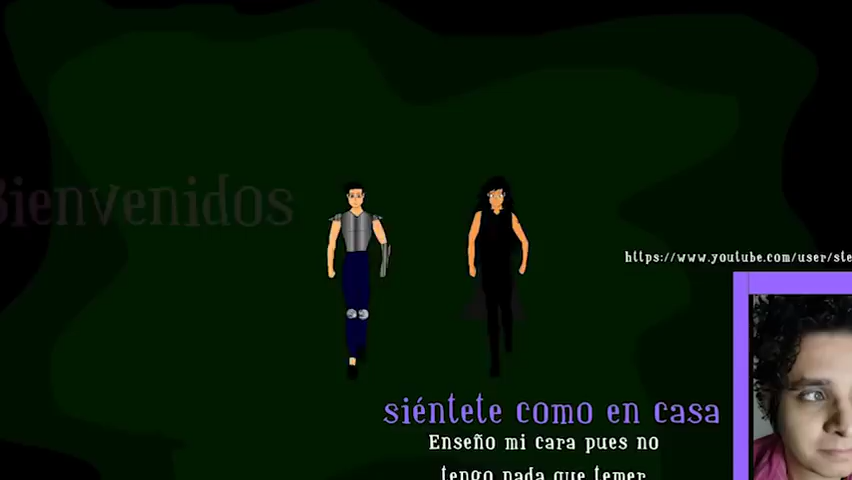 Bienvenidos
https://www.youtube.com/user/ste
siéntete como en casa
Enseño mi cara pues no
tengo nada que temer